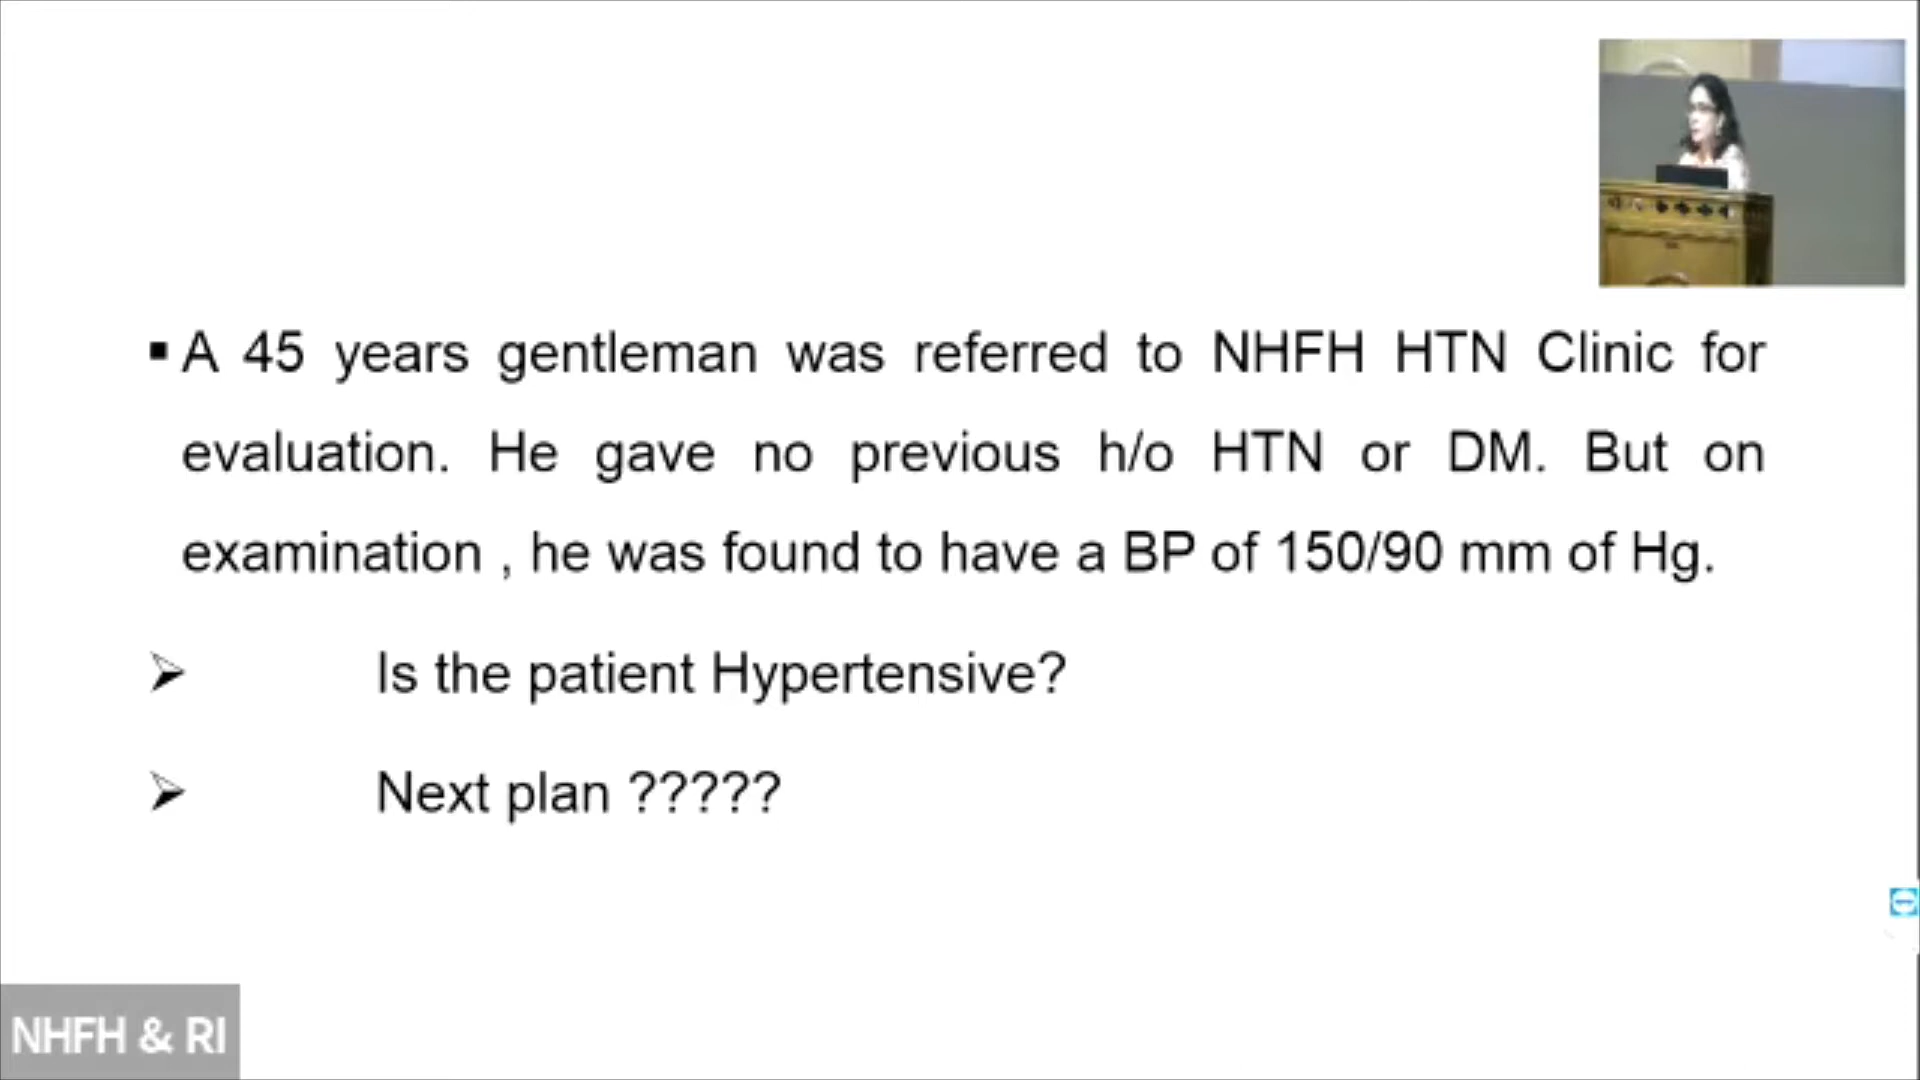 ▪ A 45 years gentleman was referred to NHFH HTN Clinic for
evaluation. He gave no previous h/o HTN or DM. But on
examination , he was found to have a BP of 150/90 mm of Hg.
➢ Is the patient Hypertensive?
➢ Next plan ?????
NHFH & RI